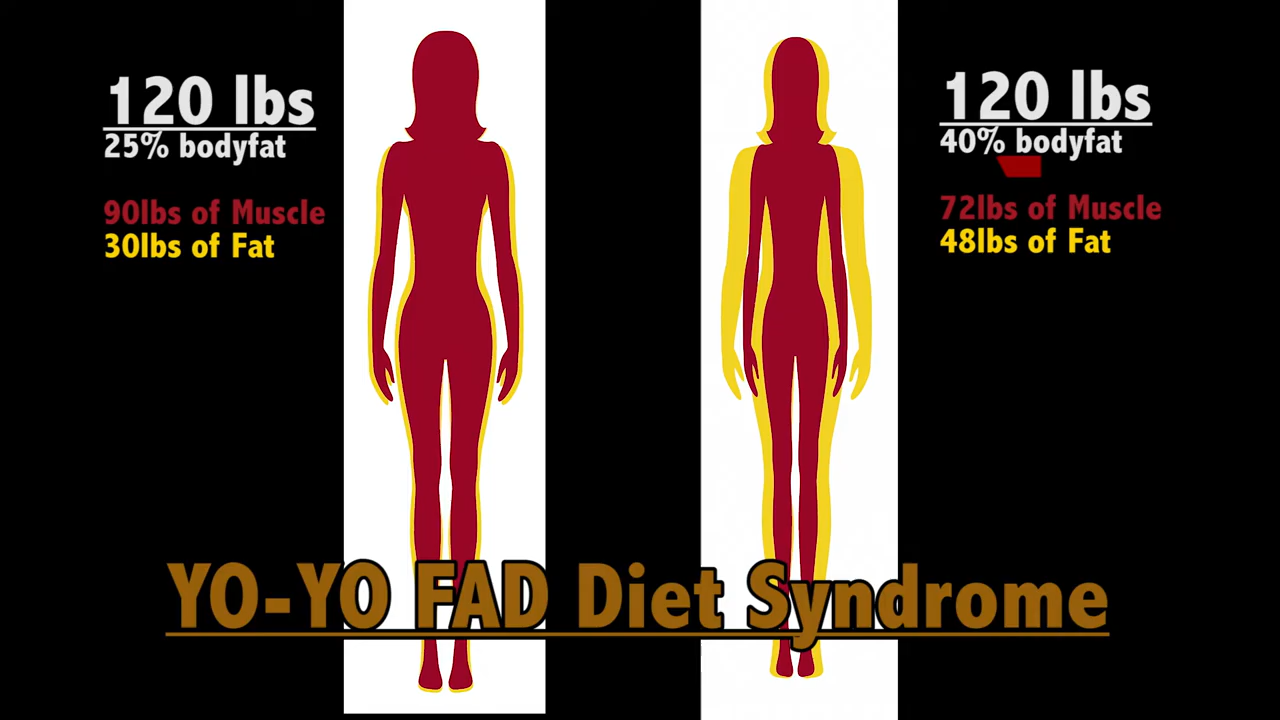 120 lbs
25% bodyfat
90lbs of Muscle
30lbs of Fat
120 lbs
40% bodyfat
72lbs of Muscle
48lbs of Fat
YO-YO FAD Diet Syndrome